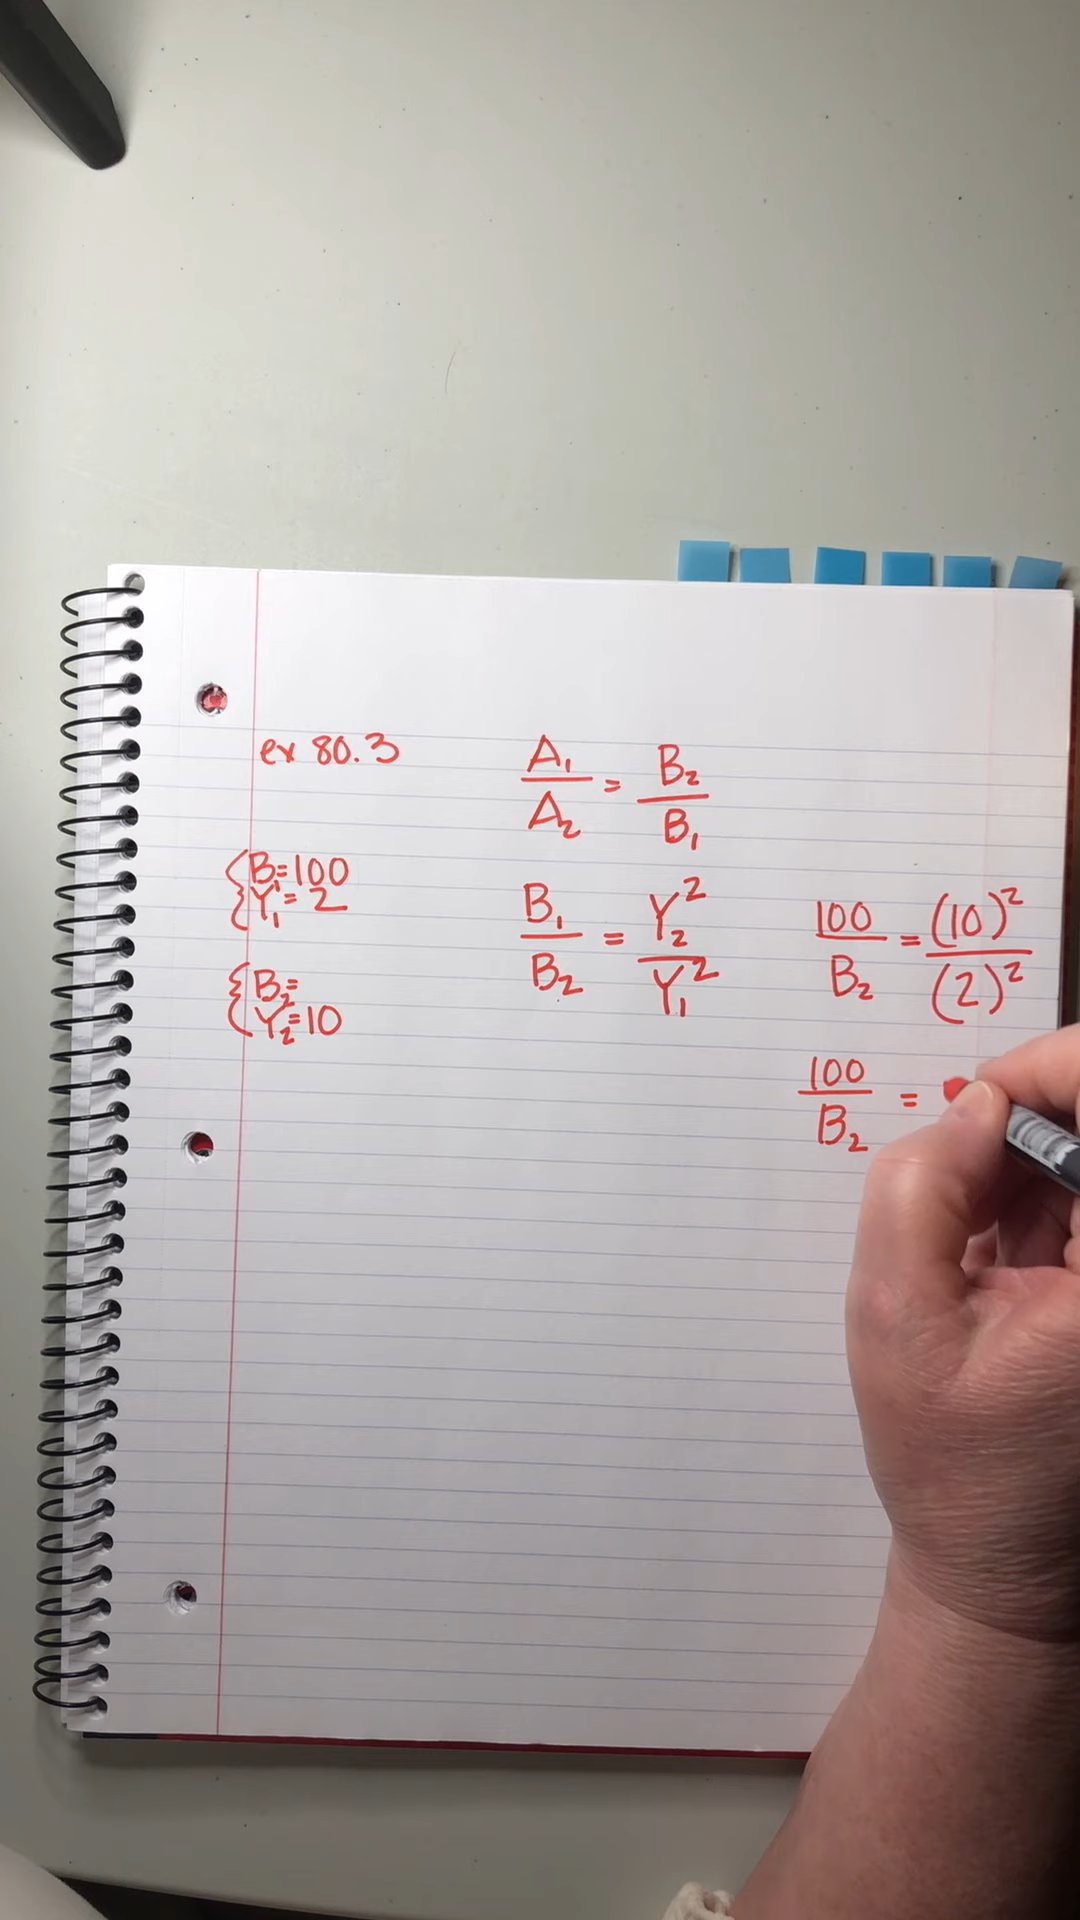 ex 80.3
A₁/A₂ = B₂/B₁
{B₁=100
Y₁=2
B₁/B₂ = Y₂²/Y₁²
100/B₂ = (10)²/(2)²
{B₂=
Y₂=10
100/B₂ =